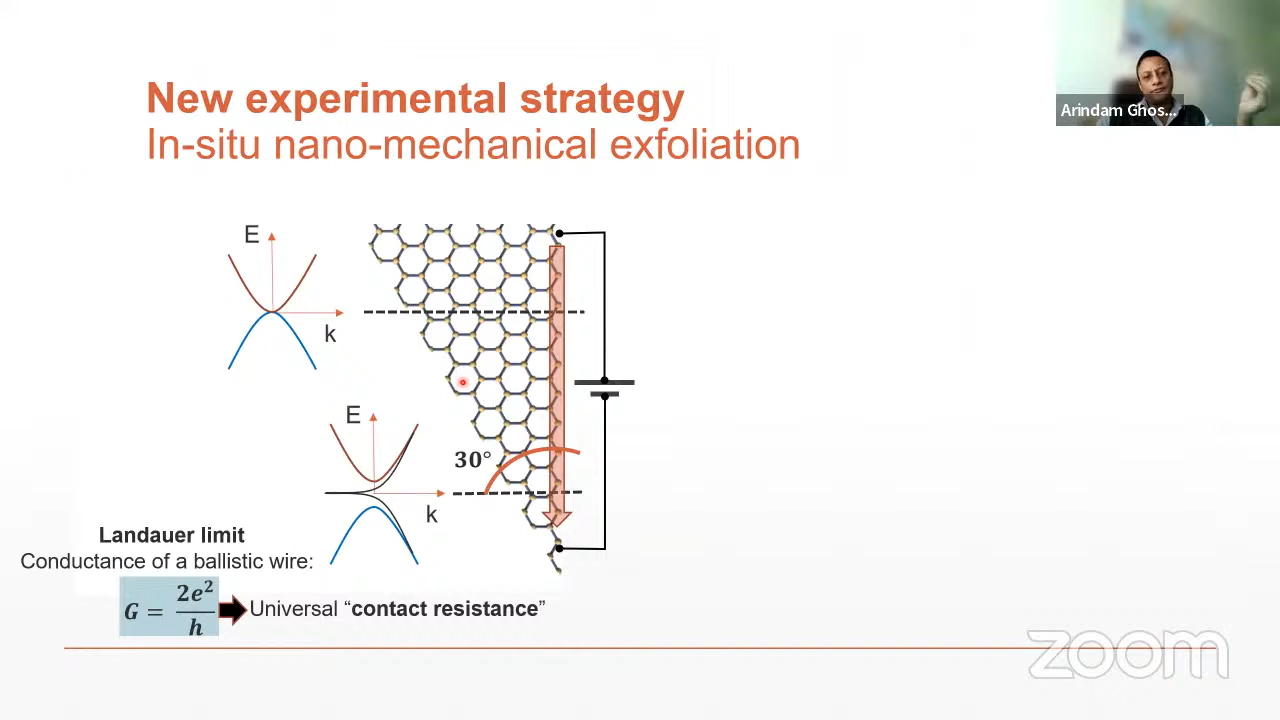 New experimental strategy
In-situ nano-mechanical exfoliation
Arindam Ghos...
E
k
E
k
30°
Landauer limit
Conductance of a ballistic wire:
G = 2e²/h
Universal “contact resistance”
zoom